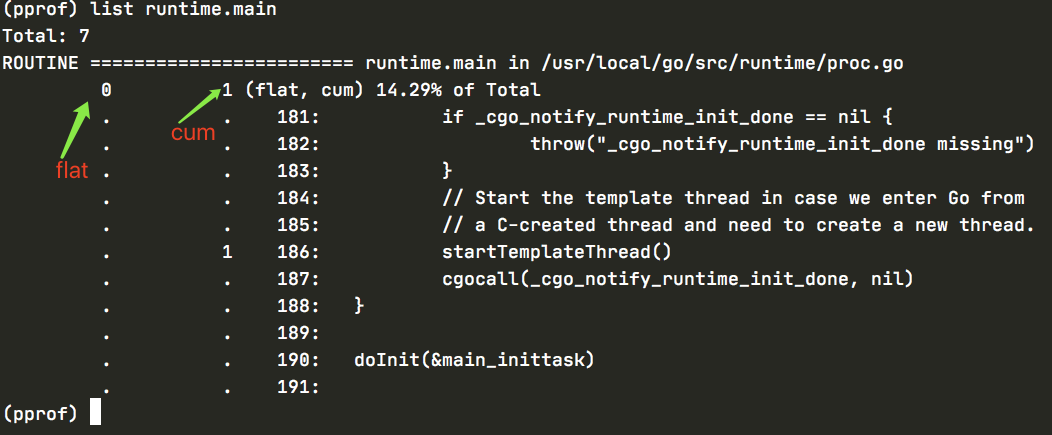 (pprof) list runtime.main
Total: 7
ROUTINE ======================== runtime.main in /usr/local/go/src/runtime/proc.go
         0          1 (flat, cum) 14.29% of Total
         .          .    181:		if _cgo_notify_runtime_init_done == nil {
cum
         .          .    182:			throw("_cgo_notify_runtime_init_done missing")
flat
         .          .    183:		}
         .          .    184:		// Start the template thread in case we enter Go from
         .          .    185:		// a C-created thread and need to create a new thread.
         .          1    186:		startTemplateThread()
         .          .    187:		cgocall(_cgo_notify_runtime_init_done, nil)
         .          .    188:	}
         .          .    189:
         .          .    190:	doInit(&main_inittask)
         .          .    191:
(pprof)